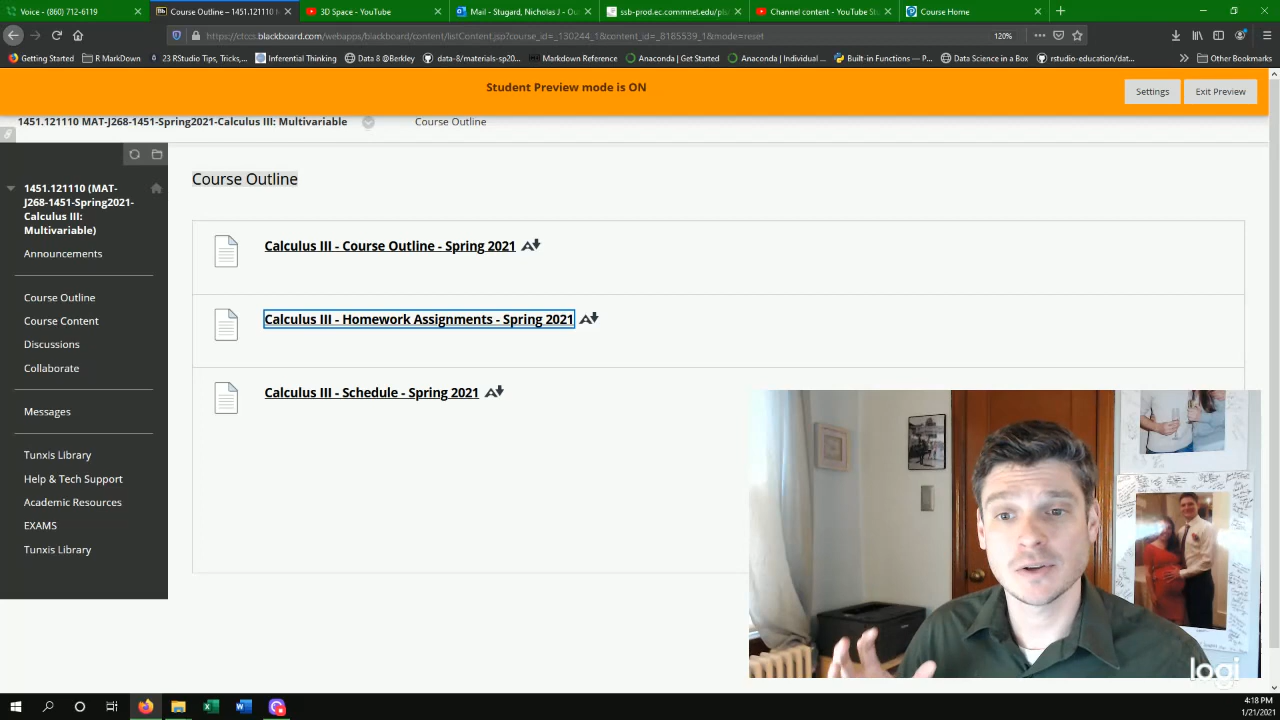 Voice - (860) 712-6119
Course Outline – 1451.121110
3D Space - YouTube
Mail - Stugard, Nicholas J - Ou
ssb-prod.ec.commnet.edu/pl
Channel content - YouTube St
Course Home
https://ctccs.blackboard.com/webapps/blackboard/content/listContent.jsp?course_id=_130244_1&content_id=_8185539_1&mode=reset
120%
Getting Started
R MarkDown
23 RStudio Tips, Tricks,...
Inferential Thinking
Data 8 @Berkley
data-8/materials-sp20...
Markdown Reference
Anaconda | Get Started
Anaconda | Individual ...
Built-in Functions — P...
Data Science in a Box
rstudio-education/dat...
Other Bookmarks
Student Preview mode is ON
Settings
Exit Preview
1451.121110 MAT-J268-1451-Spring2021-Calculus III: Multivariable
Course Outline
1451.121110 (MAT-
J268-1451-Spring2021-
Calculus III:
Multivariable)
Announcements
Course Outline
Course Content
Discussions
Collaborate
Messages
Tunxis Library
Help & Tech Support
Academic Resources
EXAMS
Tunxis Library
Course Outline
Calculus III - Course Outline - Spring 2021
Calculus III - Homework Assignments - Spring 2021
Calculus III - Schedule - Spring 2021
logi
4:18 PM
1/21/2021